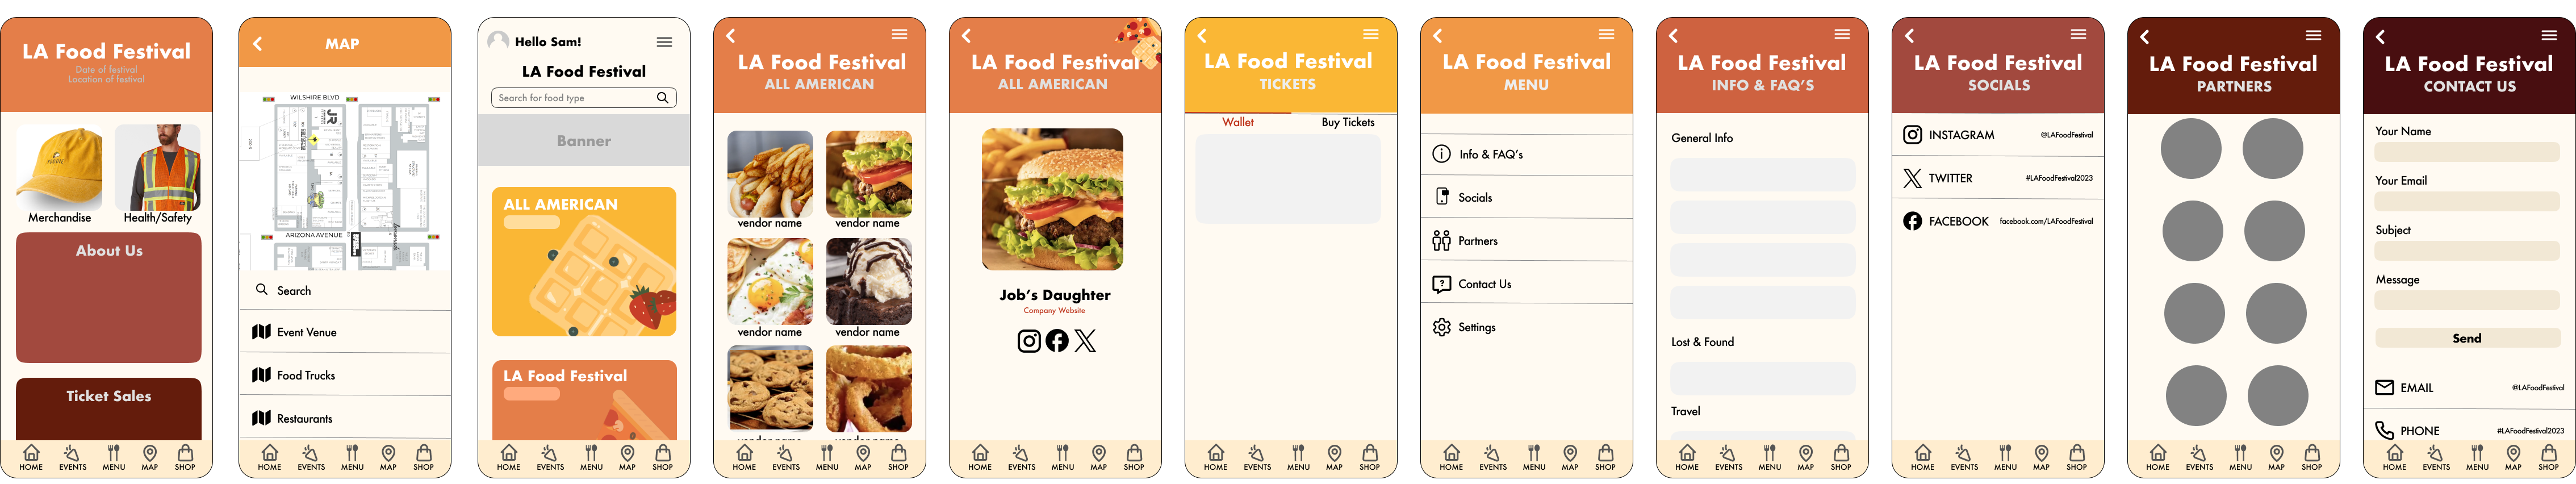 LA Food Festival
Date of festival
Location of festival
Merchandise
Health/Safety
About Us
Ticket Sales
HOME
EVENTS
MENU
MAP
SHOP
MAP
WILSHIRE BLVD
ARIZONA AVENUE
Search
Event Venue
Food Trucks
Restaurants
HOME
EVENTS
MENU
MAP
SHOP
Hello Sam!
LA Food Festival
Search for food type
Banner
ALL AMERICAN
LA Food Festival
HOME
EVENTS
MENU
MAP
SHOP
LA Food Festival
ALL AMERICAN
vendor name
vendor name
vendor name
vendor name
vendor name
vendor name
HOME
EVENTS
MENU
MAP
SHOP
LA Food Festival
ALL AMERICAN
Job's Daughter
Company Website
HOME
EVENTS
MENU
MAP
SHOP
LA Food Festival
TICKETS
Wallet
Buy Tickets
HOME
EVENTS
MENU
MAP
SHOP
LA Food Festival
MENU
Info & FAQ's
Socials
Partners
Contact Us
Settings
HOME
EVENTS
MENU
MAP
SHOP
LA Food Festival
INFO & FAQ'S
General Info
Lost & Found
Travel
HOME
EVENTS
MENU
MAP
SHOP
LA Food Festival
SOCIALS
INSTAGRAM
@LAFoodFestival
TWITTER
#LAFoodFestival2023
FACEBOOK
facebook.com/LAFoodFestival
HOME
EVENTS
MENU
MAP
SHOP
LA Food Festival
PARTNERS
HOME
EVENTS
MENU
MAP
SHOP
LA Food Festival
CONTACT US
Your Name
Your Email
Subject
Message
Send
EMAIL
@LAFoodFestival
PHONE
#LAFoodFestival2023
HOME
EVENTS
MENU
MAP
SHOP